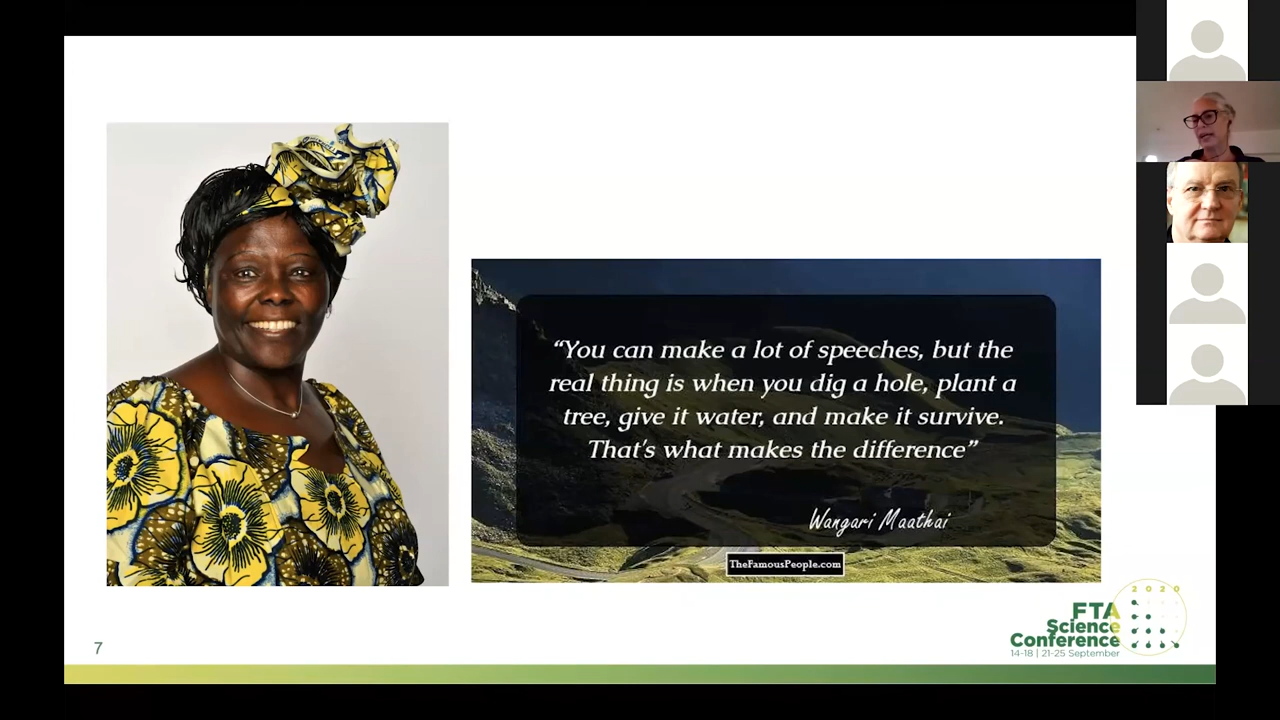 “You can make a lot of speeches, but the
real thing is when you dig a hole, plant a
tree, give it water, and make it survive.
That's what makes the difference”
Wangari Maathai
TheFamousPeople.com
2020
FTA
Science
Conference
14-18 | 21-25 September
7